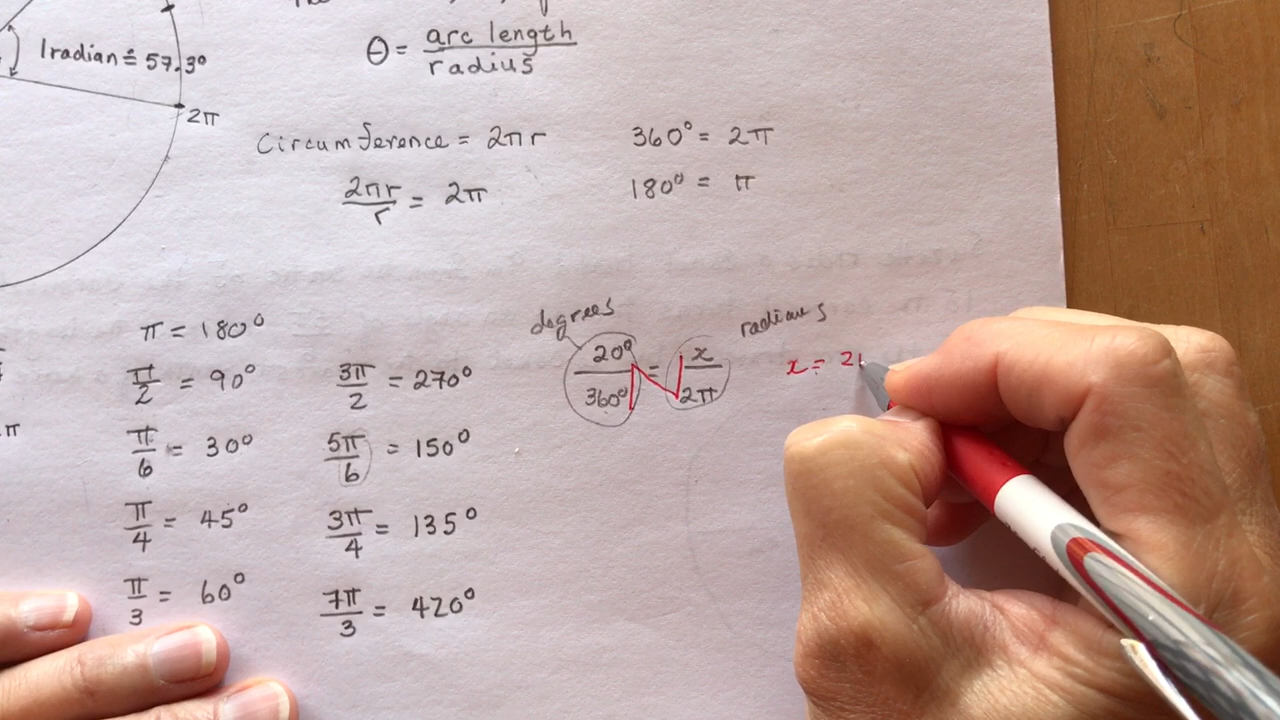 1 radian ≐ 57.3°
2π
θ = arc length / radius
Circumference = 2πr
2πr / r = 2π
360° = 2π
180° = π
π = 180°
π/2 = 90°
π/6 = 30°
π/4 = 45°
π/3 = 60°
3π/2 = 270°
5π/6 = 150°
3π/4 = 135°
7π/3 = 420°
degrees
radians
20°/360° = x/2π
x =